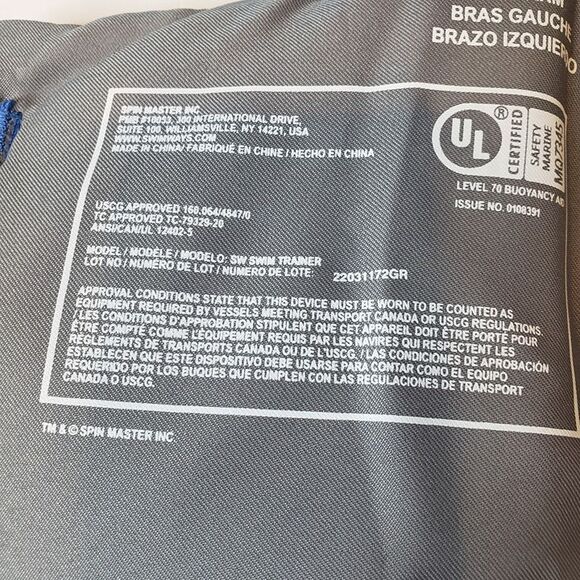 ARM
BRAS GAUCHE
BRAZO IZQUIERDO
SPIN MASTER INC.
PMB #10053, 300 INTERNATIONAL DRIVE,
SUITE 100, WILLIAMSVILLE, NY 14221, USA
WWW.SWIMWAYS.COM
MADE IN CHINA/ FABRIQUÉ EN CHINE / HECHO EN CHINA
UL ®
CERTIFIED
SAFETY
MARINE
MQ7345
LEVEL 70 BUOYANCY AID
ISSUE NO. 0108391
USCG APPROVED 160.064/4847/0
TC APPROVED TC-79329-20
ANSI/CAN/UL 12402-5
MODEL / MODÈLE / MODELO: SW SWIM TRAINER
LOT NO / NUMÉRO DE LOT / NUMERO DE LOTE: 22031172GR
APPROVAL CONDITIONS STATE THAT THIS DEVICE MUST BE WORN TO BE COUNTED AS
EQUIPMENT REQUIRED BY VESSELS MEETING TRANSPORT CANADA OR USCG REGULATIONS.
/ LES CONDITIONS D'APPROBATION STIPULENT QUE CET APPAREIL DOIT ÊTRE PORTÉ POUR
ÊTRE COMPTÉ COMME L'ÉQUIPEMENT REQUIS PAR LES NAVIRES QUI RESPECTENT LES
RÈGLEMENTS DE TRANSPORTS CANADA OU DE L'USCG. / LAS CONDICIONES DE APROBACIÓN
ESTABLECEN QUE ESTE DISPOSITIVO DEBE USARSE PARA CONTAR COMO EL EQUIPO
REQUERIDO POR LOS BUQUES QUE CUMPLEN CON LAS REGULACIONES DE TRANSPORT
CANADA O USCG.
TM & © SPIN MASTER INC